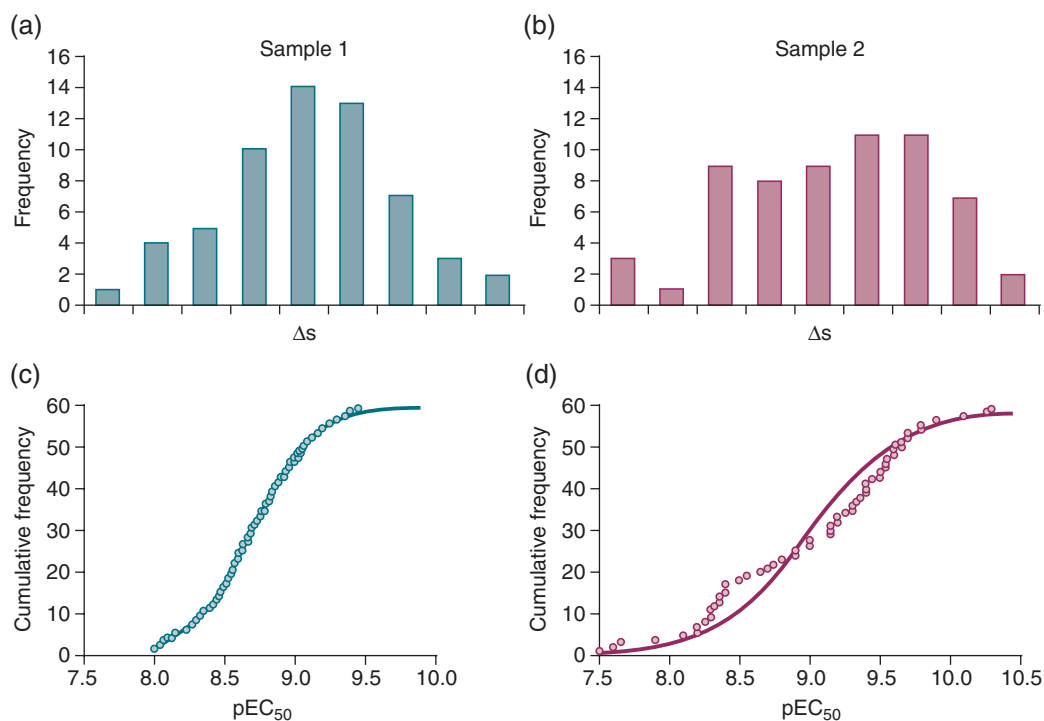 (a)
Sample 1
16
14
12
10
8
6
4
2
0
Frequency
Δs
(b)
Sample 2
16
14
12
10
8
6
4
2
0
Frequency
Δs
(c)
60
50
40
30
20
10
0
Cumulative frequency
7.5 8.0 8.5 9.0 9.5 10.0
pEC50
(d)
60
50
40
30
20
10
0
Cumulative frequency
7.5 8.0 8.5 9.0 9.5 10.0 10.5
pEC50